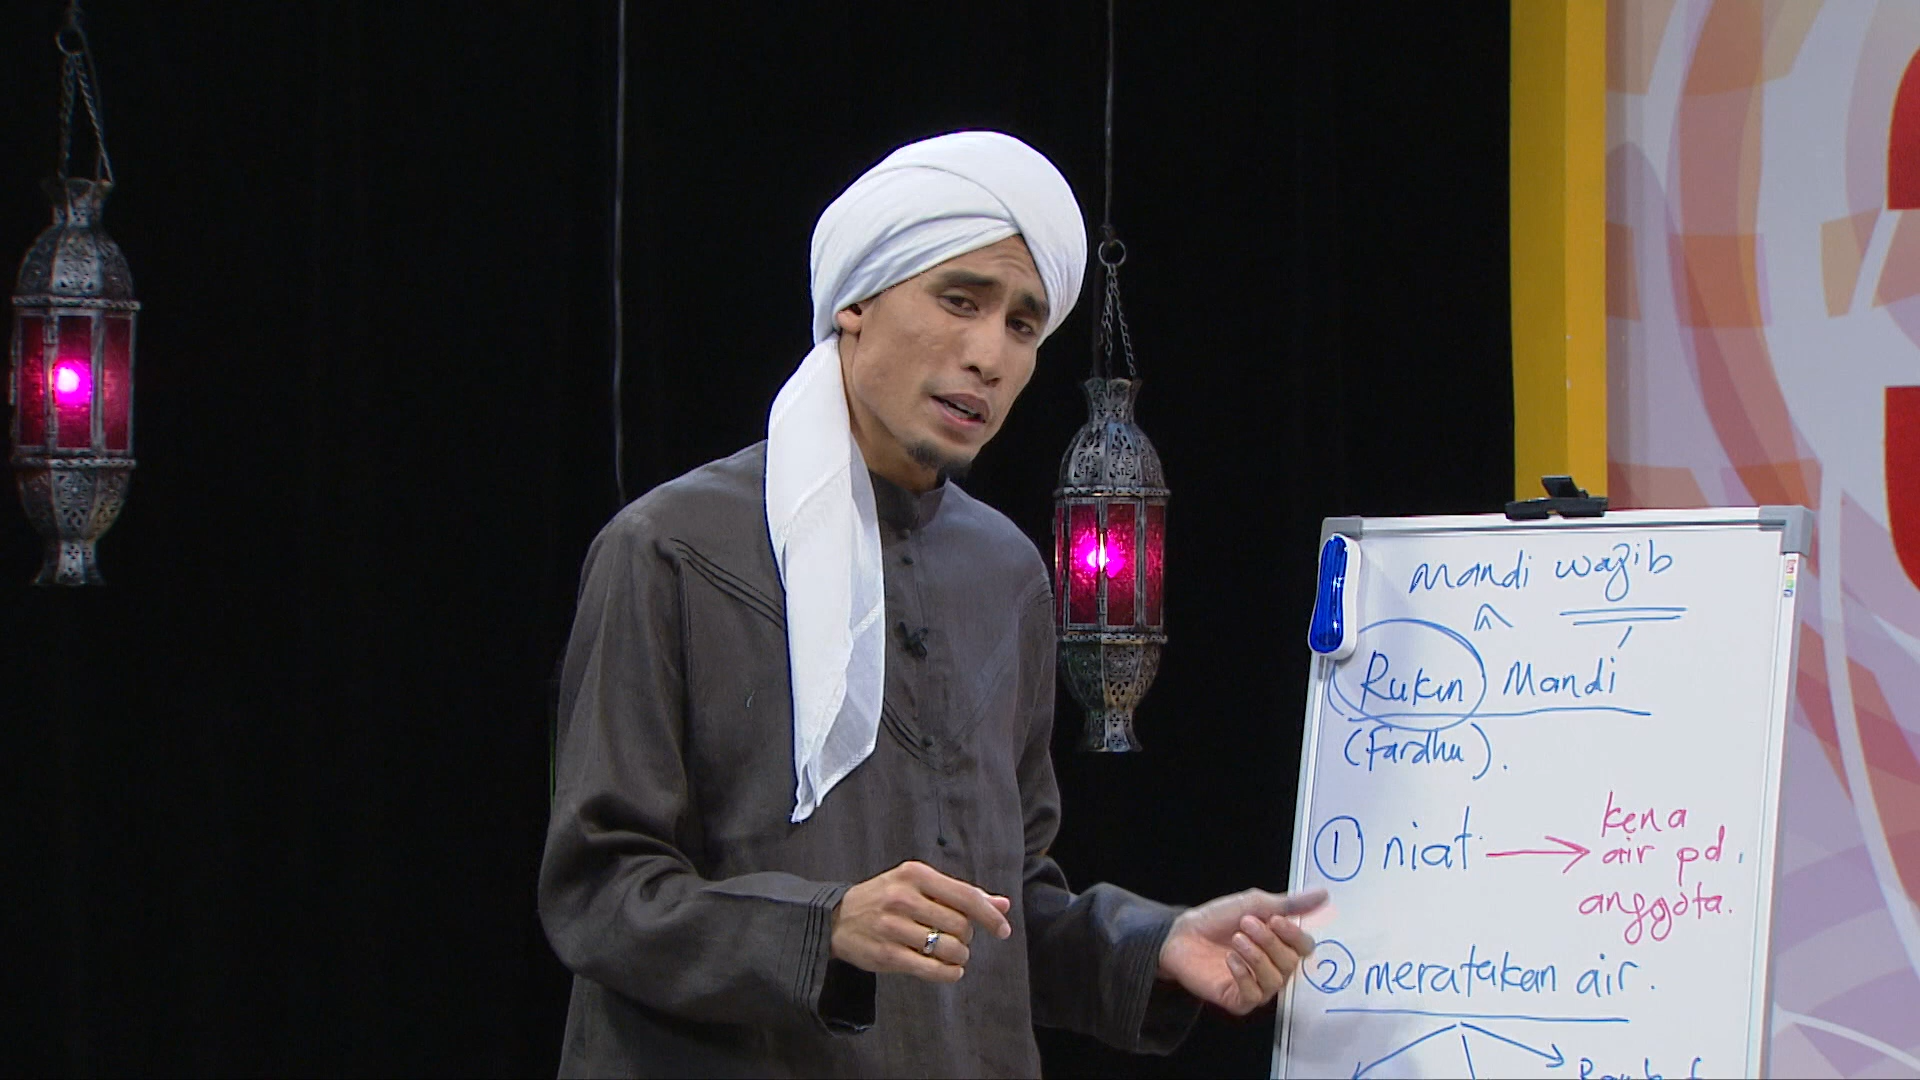 Mandi wajib
Rukun Mandi
(Fardhu).
1 niat → kena
air pd.
anggota.
2 meratakan air.